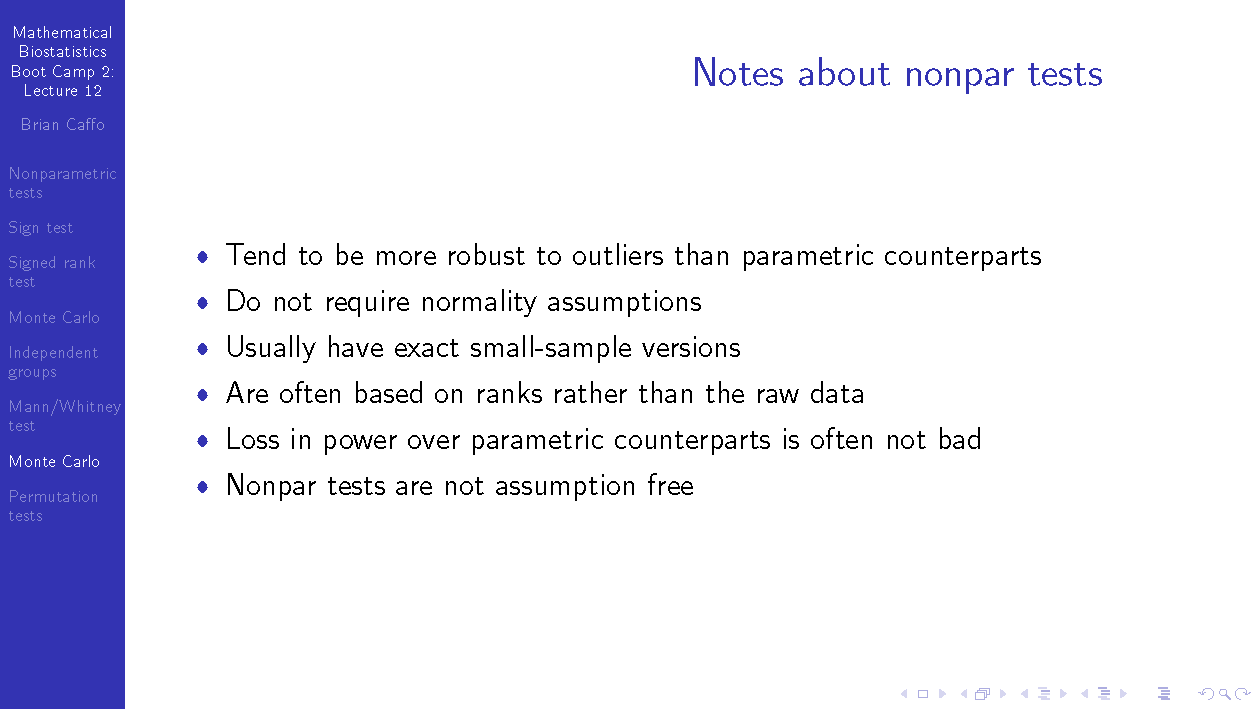 Mathematical
Biostatistics
Boot Camp 2:
Lecture 12
Brian Caffo
Nonparametric
tests
Sign test
Signed rank
test
Monte Carlo
Independent
groups
Mann/Whitney
test
Monte Carlo
Permutation
tests
Notes about nonpar tests
• Tend to be more robust to outliers than parametric counterparts
• Do not require normality assumptions
• Usually have exact small-sample versions
• Are often based on ranks rather than the raw data
• Loss in power over parametric counterparts is often not bad
• Nonpar tests are not assumption free